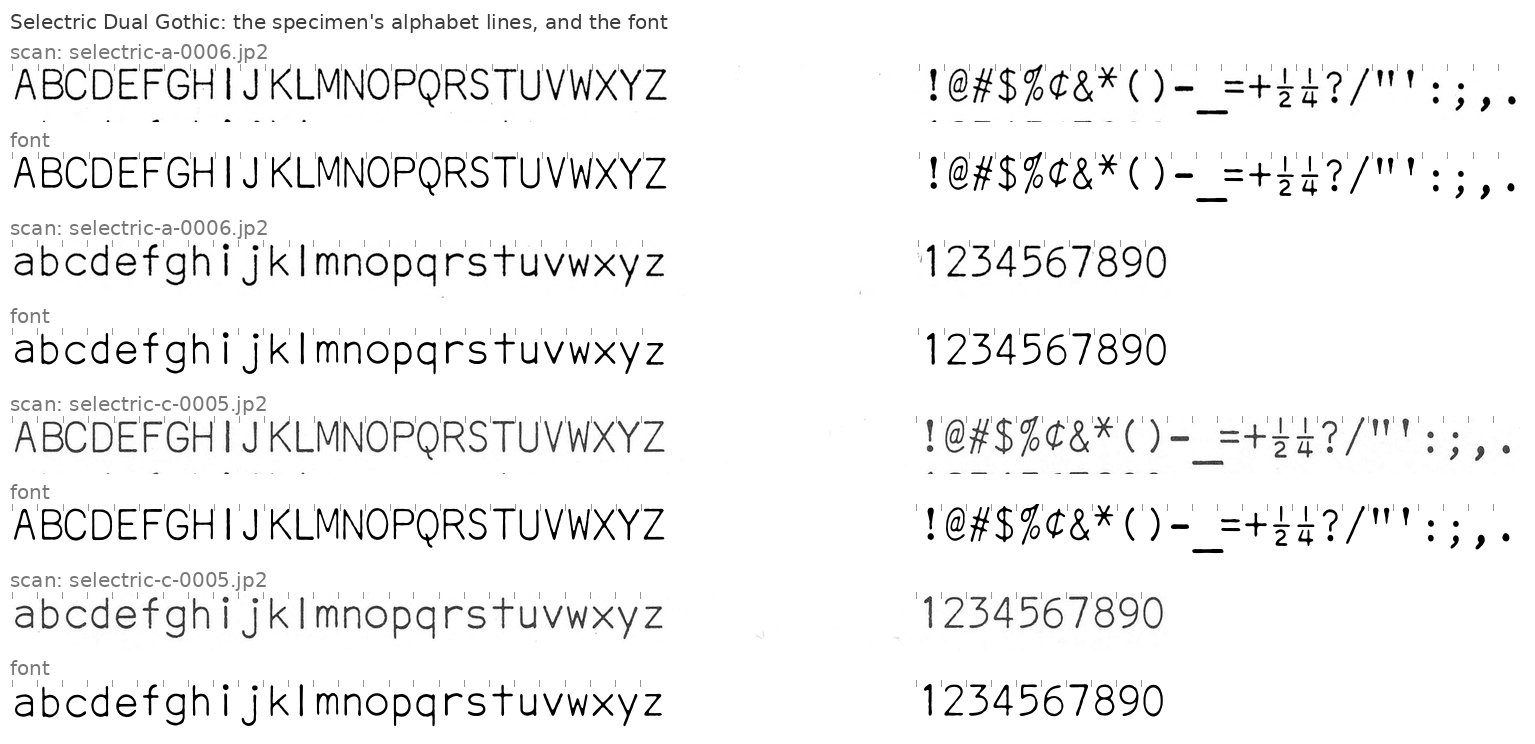 Selectric Dual Gothic: the specimen's alphabet lines, and the font
scan: selectric-a-0006.jp2
ABCDEFGHIJKLMNOPQRSTUVWXYZ !@#$%¢&*()-_=+½¼?/"':;,.
font
ABCDEFGHIJKLMNOPQRSTUVWXYZ !@#$%¢&*()-_=+½¼?/"':;,.
scan: selectric-a-0006.jp2
abcdefghijklmnopqrstuvwxyz 1234567890
font
abcdefghijklmnopqrstuvwxyz 1234567890
scan: selectric-c-0005.jp2
ABCDEFGHIJKLMNOPQRSTUVWXYZ !@#$%¢&*()-_=+½¼?/"':;,.
font
ABCDEFGHIJKLMNOPQRSTUVWXYZ !@#$%¢&*()-_=+½¼?/"':;,.
scan: selectric-c-0005.jp2
abcdefghijklmnopqrstuvwxyz 1234567890
font
abcdefghijklmnopqrstuvwxyz 1234567890